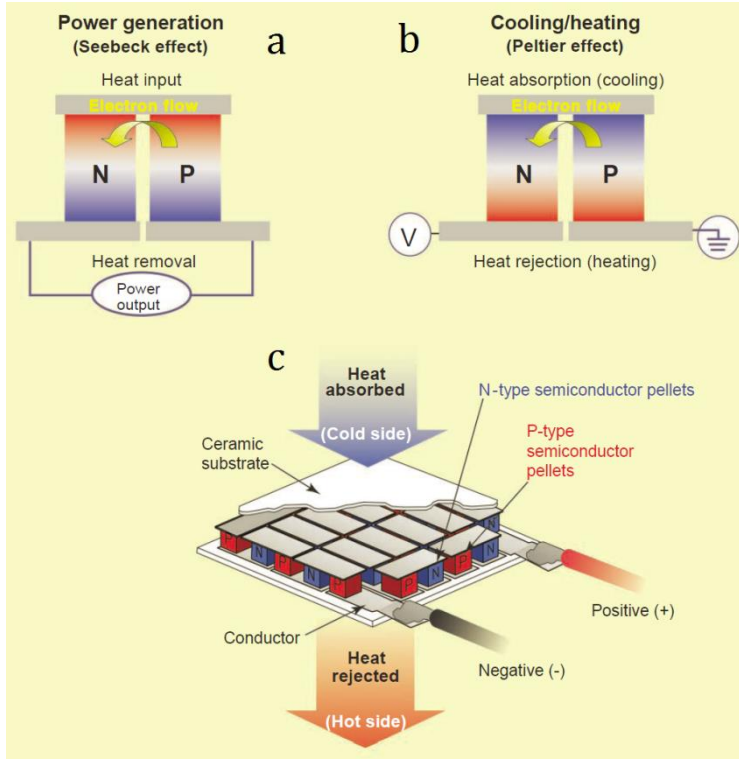 Power generation
(Seebeck effect)
a
Heat input
Electron flow
N
P
Heat removal
Power
output
b
Cooling/heating
(Peltier effect)
Heat absorption (cooling)
Electron flow
N
P
V
Heat rejection (heating)
c
Heat
absorbed
(Cold side)
N-type semiconductor pellets
P-type
semiconductor
pellets
Ceramic
substrate
P
N
P
N
P
P
N
P
N
N
Positive (+)
Conductor
Negative (-)
Heat
rejected
(Hot side)